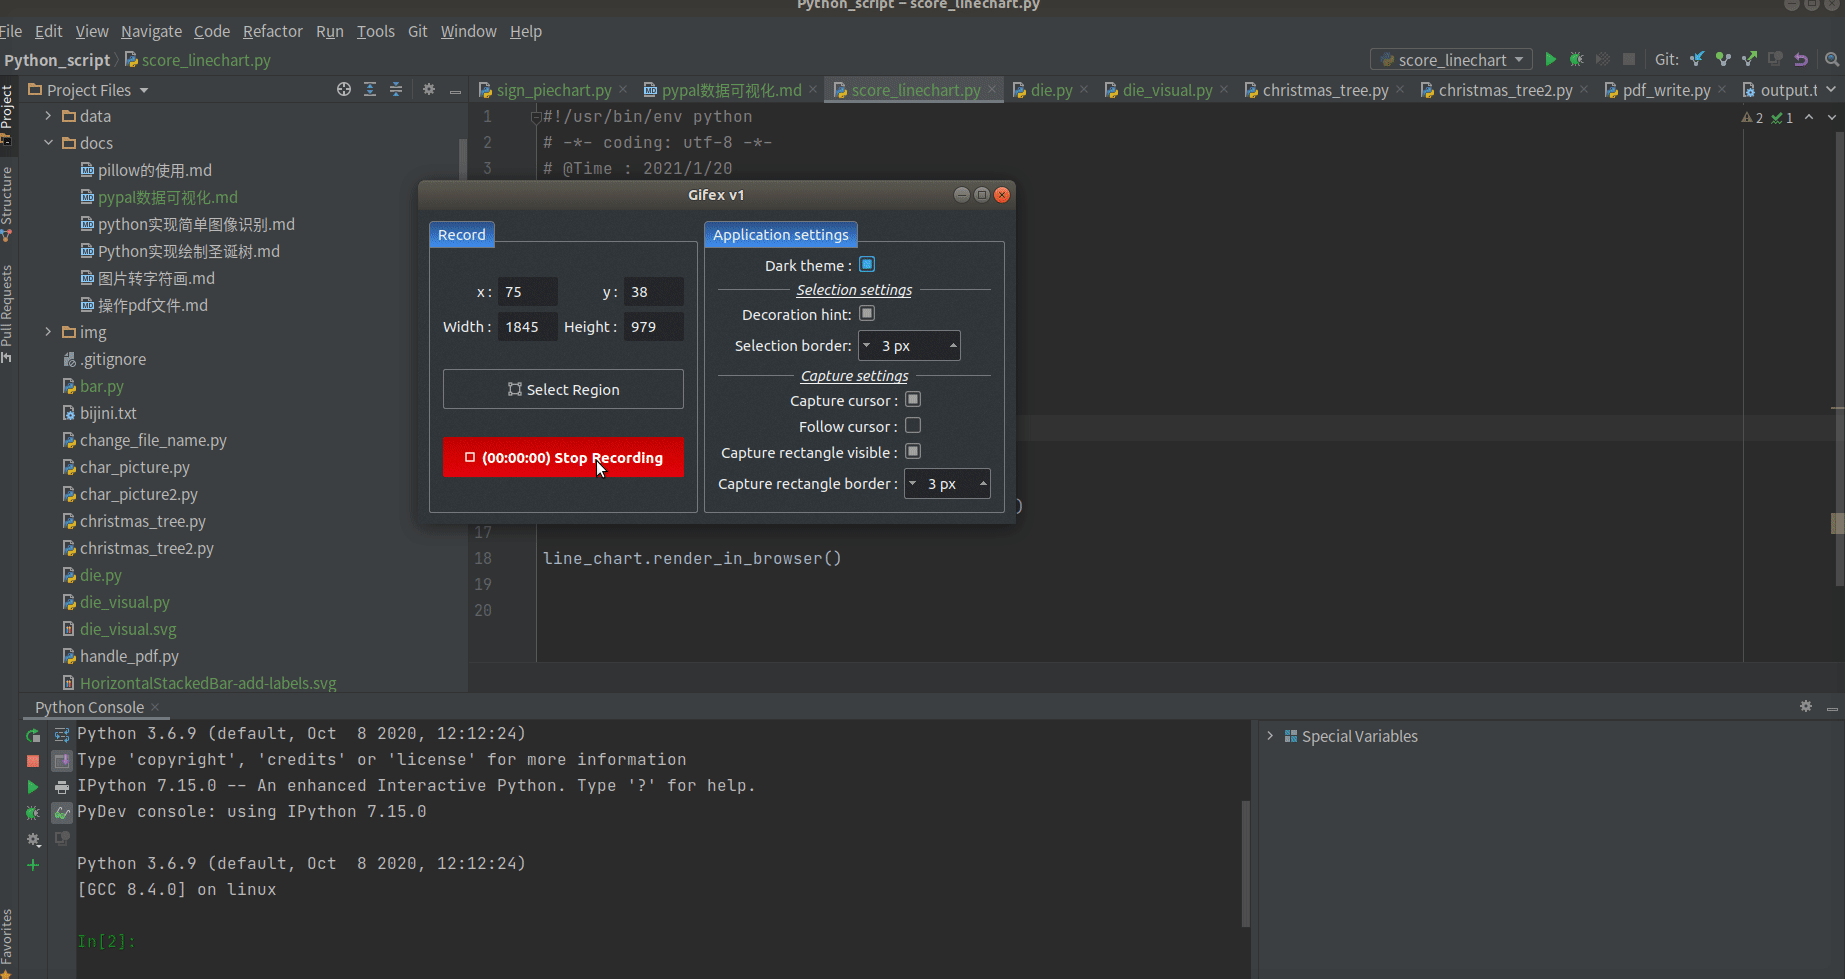 Python_script – score_linechart.py
File Edit View Navigate Code Refactor Run Tools Git Window Help
Python_script score_linechart.py
score_linechart Git:
Project Files
sign_piechart.py pypal数据可视化.md score_linechart.py die.py die_visual.py christmas_tree.py christmas_tree2.py pdf_write.py output.t
2 1
Project
Structure
Pull Requests
Favorites
data
docs
pillow的使用.md
pypal数据可视化.md
python实现简单图像识别.md
Python实现绘制圣诞树.md
图片转字符画.md
操作pdf文件.md
img
.gitignore
bar.py
bijini.txt
change_file_name.py
char_picture.py
char_picture2.py
christmas_tree.py
christmas_tree2.py
die.py
die_visual.py
die_visual.svg
handle_pdf.py
HorizontalStackedBar-add-labels.svg
1 #!/usr/bin/env python
2 # -*- coding: utf-8 -*-
3 # @Time : 2021/1/20
)
17
18 line_chart.render_in_browser()
19
20
Gifex v1
Record
x : 75 y : 38
Width : 1845 Height : 979
Select Region
(00:00:00) Stop Recording
Application settings
Dark theme :
Selection settings
Decoration hint:
Selection border: 3 px
Capture settings
Capture cursor :
Follow cursor :
Capture rectangle visible :
Capture rectangle border : 3 px
Python Console
Python 3.6.9 (default, Oct  8 2020, 12:12:24)
Type 'copyright', 'credits' or 'license' for more information
IPython 7.15.0 -- An enhanced Interactive Python. Type '?' for help.
PyDev console: using IPython 7.15.0
Python 3.6.9 (default, Oct  8 2020, 12:12:24)
[GCC 8.4.0] on linux
In[2]:
Special Variables